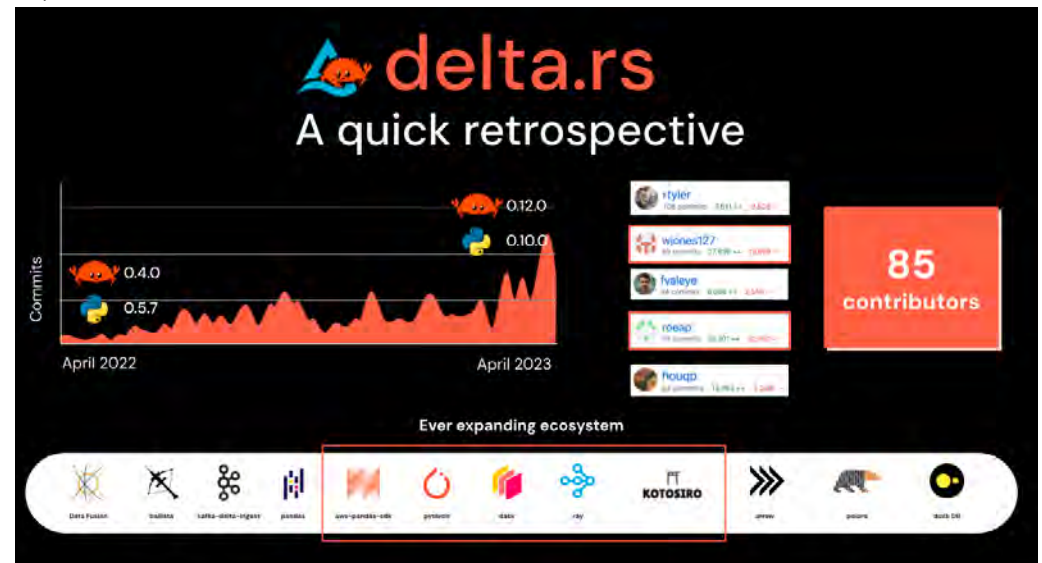 delta.rs
A quick retrospective
Commits
0.4.0
0.5.7
0.12.0
0.10.0
April 2022
April 2023
rtyler
wjones127
fvaleye
roeap
houqp
85
contributors
Ever expanding ecosystem
Data Fusion
ballista
kafka-delta-ingest
pandas
aws-pandas-sdk
pytorch
dask
ray
KOTOSIRO
arrow
polars
duck DB